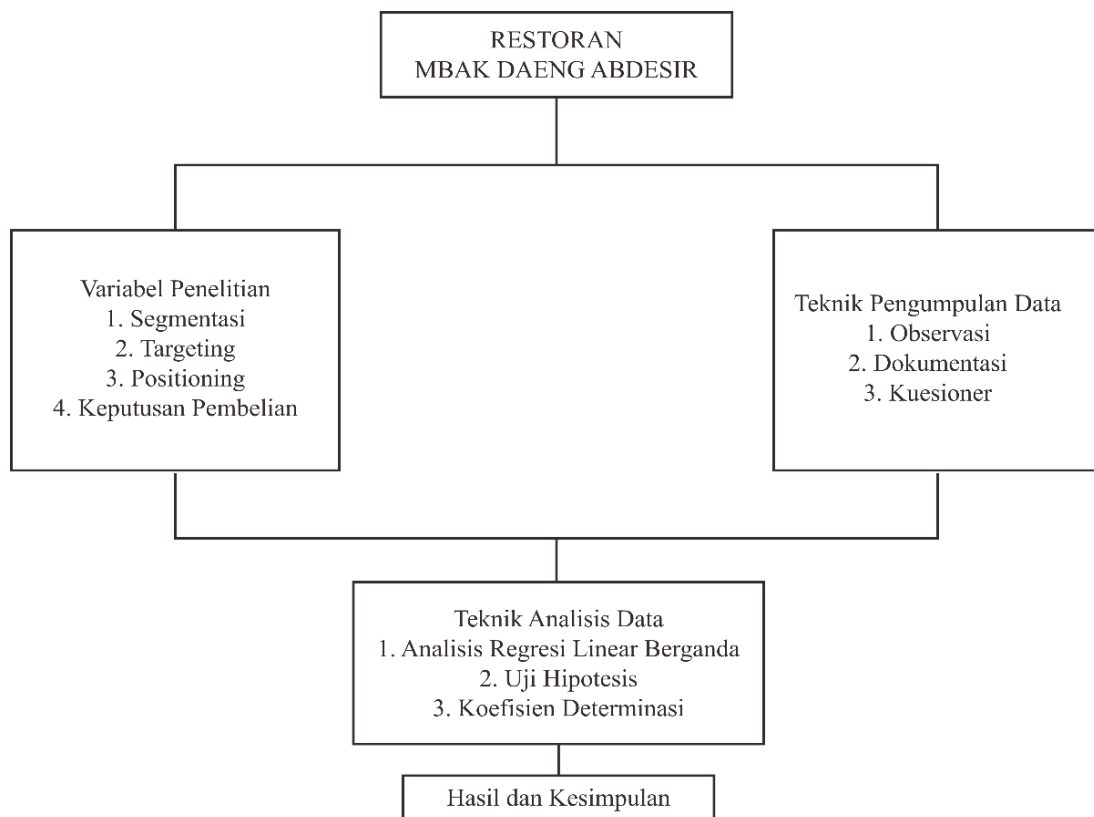 RESTORAN
MBAK DAENG ABDESIR
Variabel Penelitian
1. Segmentasi
2. Targeting
3. Positioning
4. Keputusan Pembelian
Teknik Pengumpulan Data
1. Observasi
2. Dokumentasi
3. Kuesioner
Teknik Analisis Data
1. Analisis Regresi Linear Berganda
2. Uji Hipotesis
3. Koefisien Determinasi
Hasil dan Kesimpulan